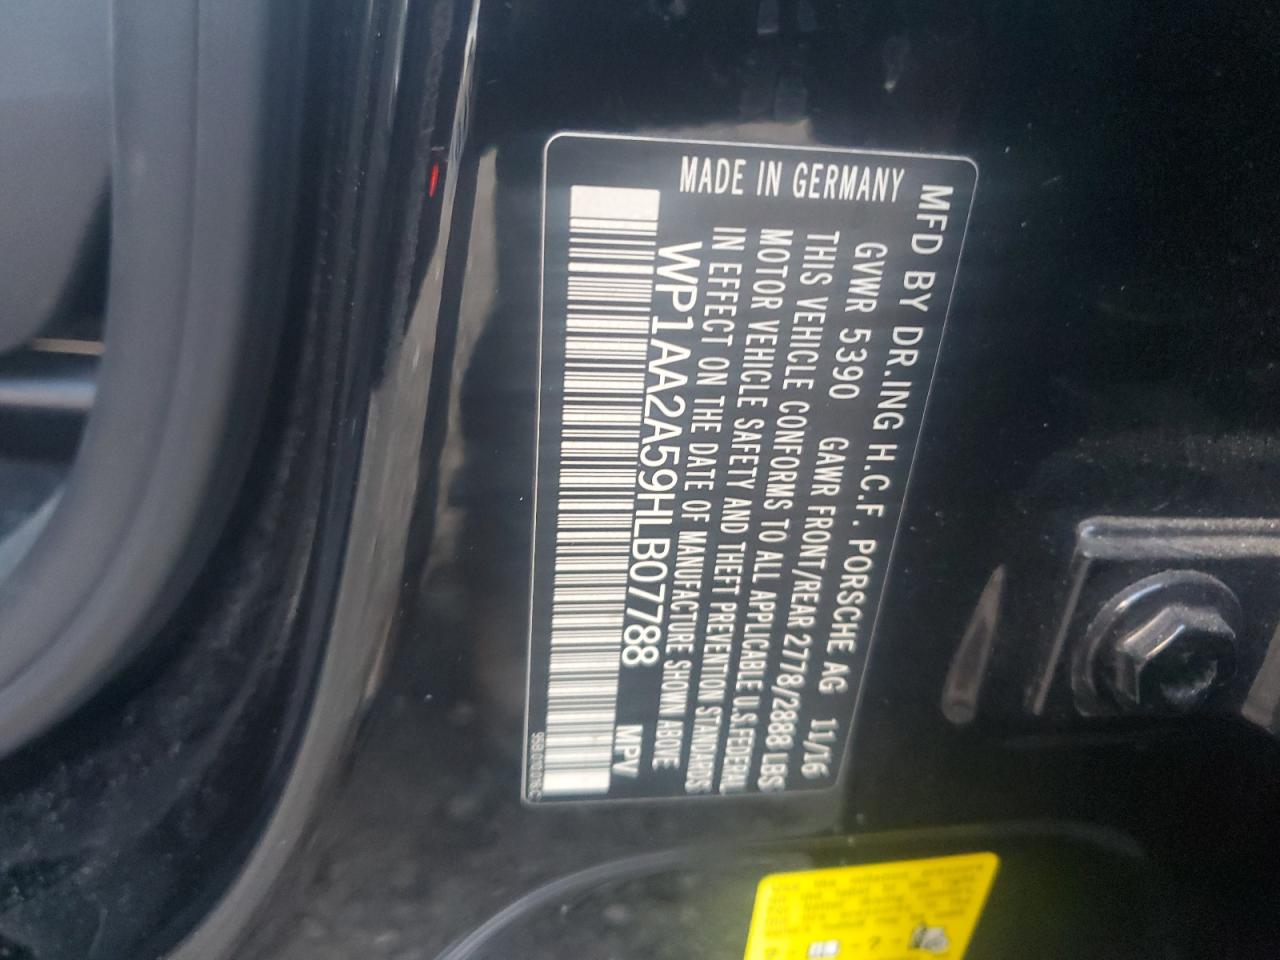 MFD BY DR.ING H.C.F. PORSCHE AG 11/16
GVWR 5390 GAWR FRONT/REAR 2778/2888 LBS
THIS VEHICLE CONFORMS TO ALL APPLICABLE U.S.FEDERAL
MOTOR VEHICLE SAFETY AND THEFT PREVENTION STANDARDS
IN EFFECT ON THE DATE OF MANUFACTURE SHOWN ABOVE
MADE IN GERMANY
WP1AA2A59HLB07788 MPV